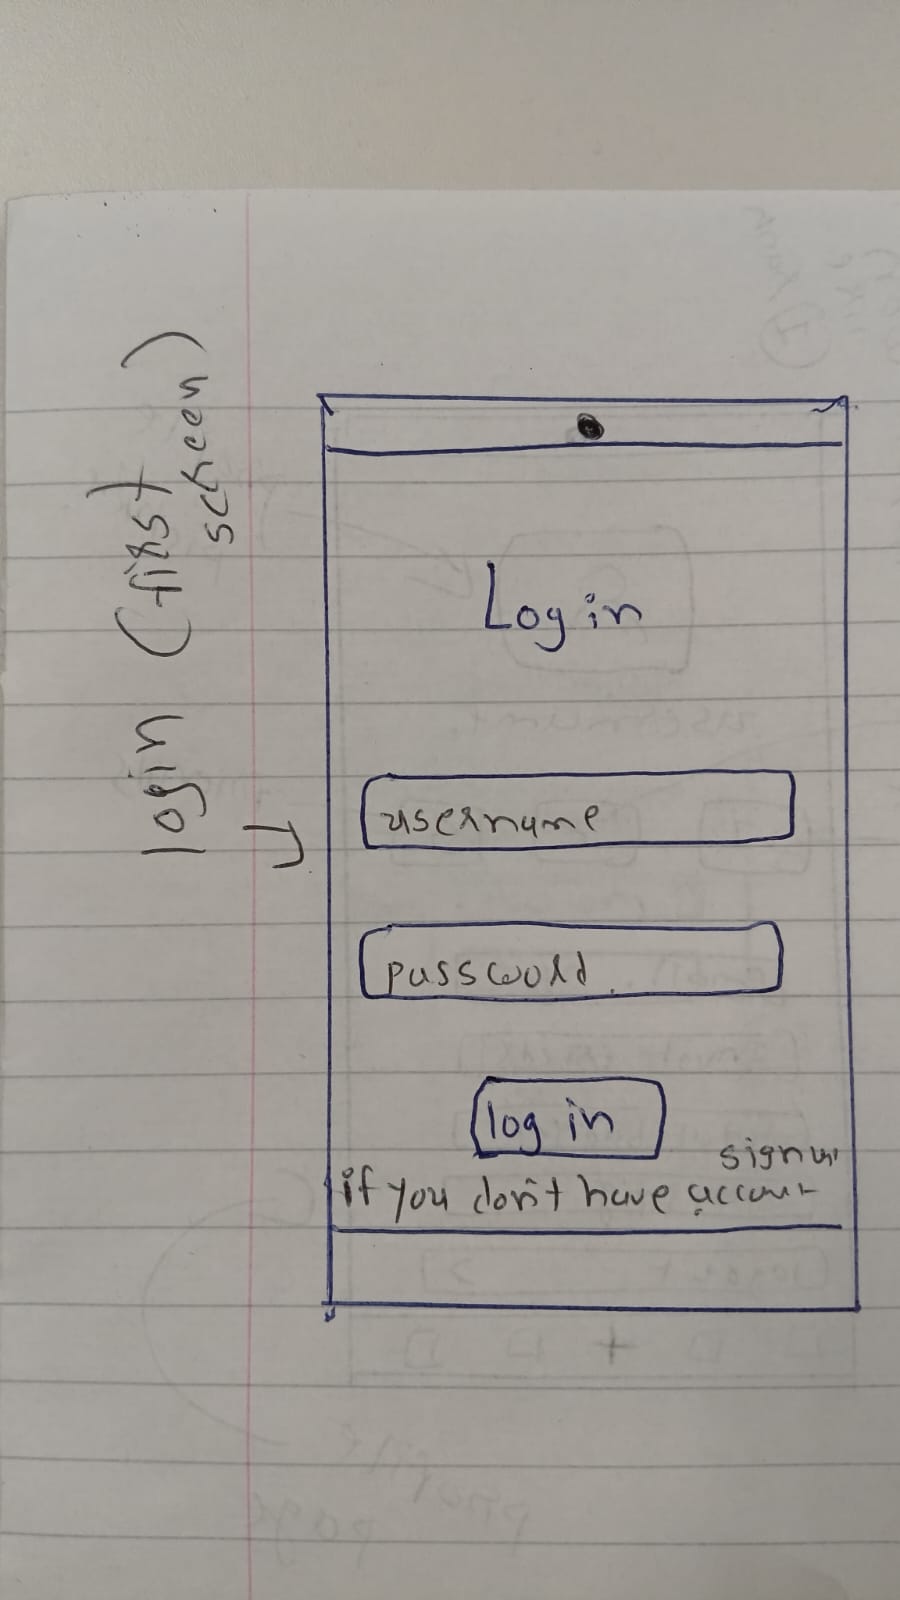 login (first
screen)
Log in
username
password
log in
signup
if you don't have account